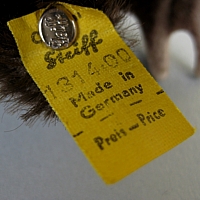 Steiff
1314,00
Made in
Germany
Preis - Price